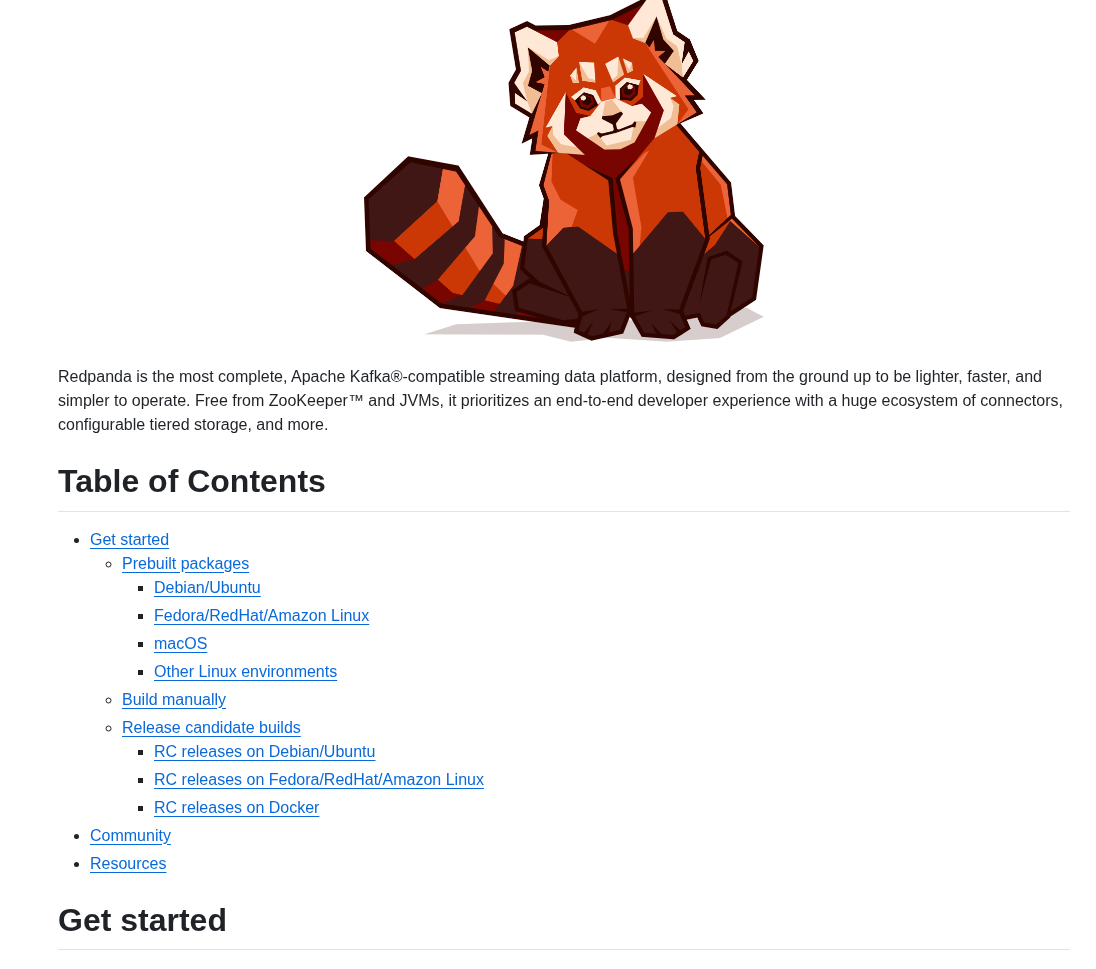 Redpanda is the most complete, Apache Kafka®-compatible streaming data platform, designed from the ground up to be lighter, faster, and
simpler to operate. Free from ZooKeeper™ and JVMs, it prioritizes an end-to-end developer experience with a huge ecosystem of connectors,
configurable tiered storage, and more.
Table of Contents
Get started
Prebuilt packages
Debian/Ubuntu
Fedora/RedHat/Amazon Linux
macOS
Other Linux environments
Build manually
Release candidate builds
RC releases on Debian/Ubuntu
RC releases on Fedora/RedHat/Amazon Linux
RC releases on Docker
Community
Resources
Get started